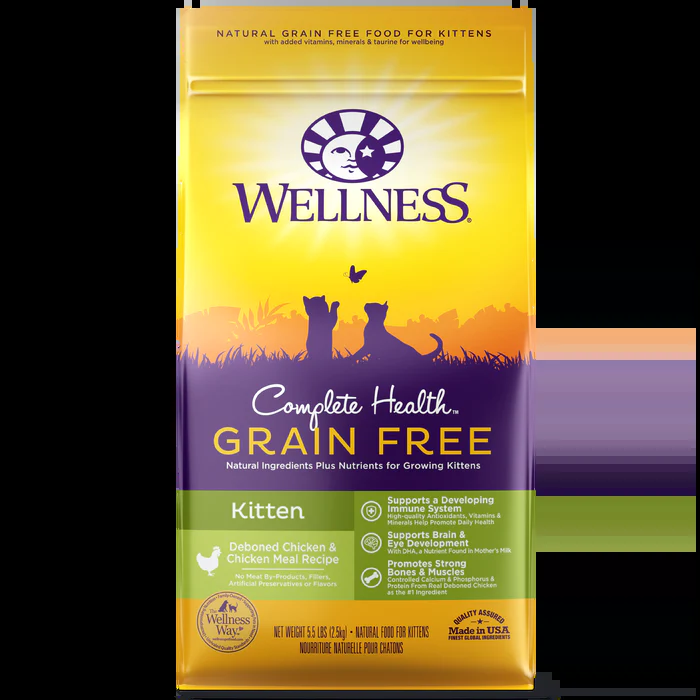 NATURAL GRAIN FREE FOOD FOR KITTENS
with added vitamins, minerals & taurine for wellbeing
WELLNESS®
Complete Health™
GRAIN FREE
Natural Ingredients Plus Nutrients for Growing Kittens
Kitten
Deboned Chicken &
Chicken Meal Recipe
No Meat By-Products, Fillers,
Artificial Preservatives or Flavors
Supports a Developing
Immune System
High-quality Antioxidants, Vitamins &
Minerals Help Promote Daily Health
Supports Brain &
Eye Development
With DHA, a Nutrient Found in Mother's Milk
Promotes Strong
Bones & Muscles
Controlled Calcium & Phosphorus &
Protein From Real Deboned Chicken
as the #1 Ingredient
The
Wellness
Way
NET WEIGHT 5.5 LBS (2.5kg) • NATURAL FOOD FOR KITTENS
NOURRITURE NATURELLE POUR CHATONS
QUALITY ASSURED
Made in USA
FINEST GLOBAL INGREDIENTS